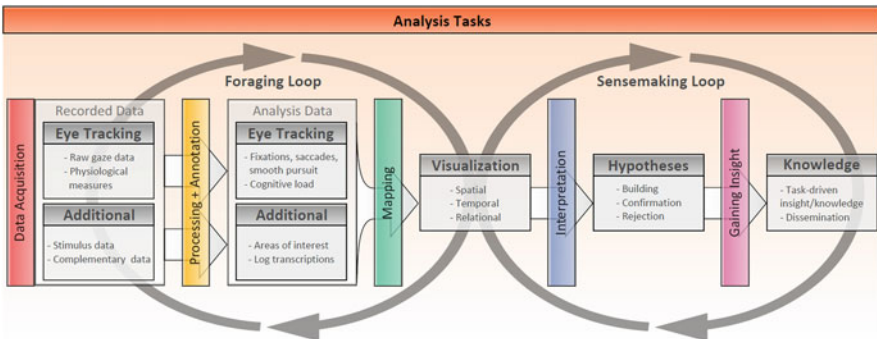 Analysis Tasks
Foraging Loop
Sensemaking Loop
Data Acquisition
Recorded Data
Eye Tracking
- Raw gaze data
- Physiological
measures
Additional
- Stimulus data
- Complementary data
Processing + Annotation
Analysis Data
Eye Tracking
- Fixations, saccades,
smooth pursuit
- Cognitive load
Additional
- Areas of interest
- Log transcriptions
Mapping
Visualization
- Spatial
- Temporal
- Relational
Interpretation
Hypotheses
- Building
- Confirmation
- Rejection
Gaining Insight
Knowledge
- Task-driven
insight/knowledge
- Dissemination